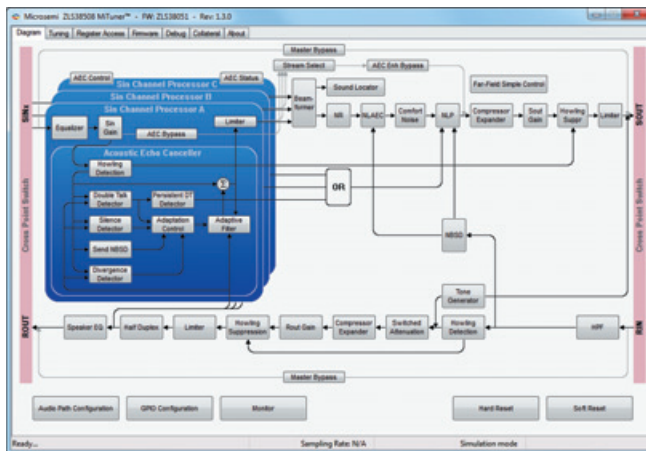 Microsemi ZLS38508 MiTuner™ - FW: ZLS38051 - Rev: 1.3.0
Diagram Tuning Register Access Firmware Debug Collateral About
Master Bypass
Stream Select
AEC Enh Bypass
AEC Control
AEC Status
Sin Channel Processor C
Sin Channel Processor B
Sin Channel Processor A
Sound Locator
Far-Field Simple Control
SINx
Equalizer
Sin Gain
AEC Bypass
Limiter
Beam-former
NR
NLAEC
Comfort Noise
NLP
Compressor Expander
Sout Gain
Howling Suppr
Limiter
SOUT
Acoustic Echo Canceller
Howling Detection
Σ
OR
Double Talk Detector
Persistent DT Detector
Silence Detector
Adaptation Control
Adaptive Filter
Send NBSD
Divergence Detector
NBSD
Cross Point Switch
Cross Point Switch
Tone Generator
ROUT
Speaker EQ
Half Duplex
Limiter
Howling Suppression
Rout Gain
Compressor Expander
Switched Attenuation
Howling Detection
HPF
RIN
Master Bypass
Audio Path Configuration
GPIO Configuration
Monitor
Hard Reset
Soft Reset
Ready...
Sampling Rate: N/A
Simulation mode